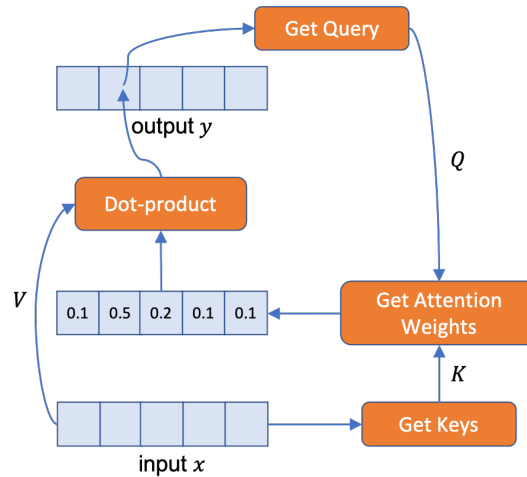 Get Query
output y
Q
Dot-product
V
0.1 0.5 0.2 0.1 0.1
Get Attention
Weights
K
Get Keys
input x